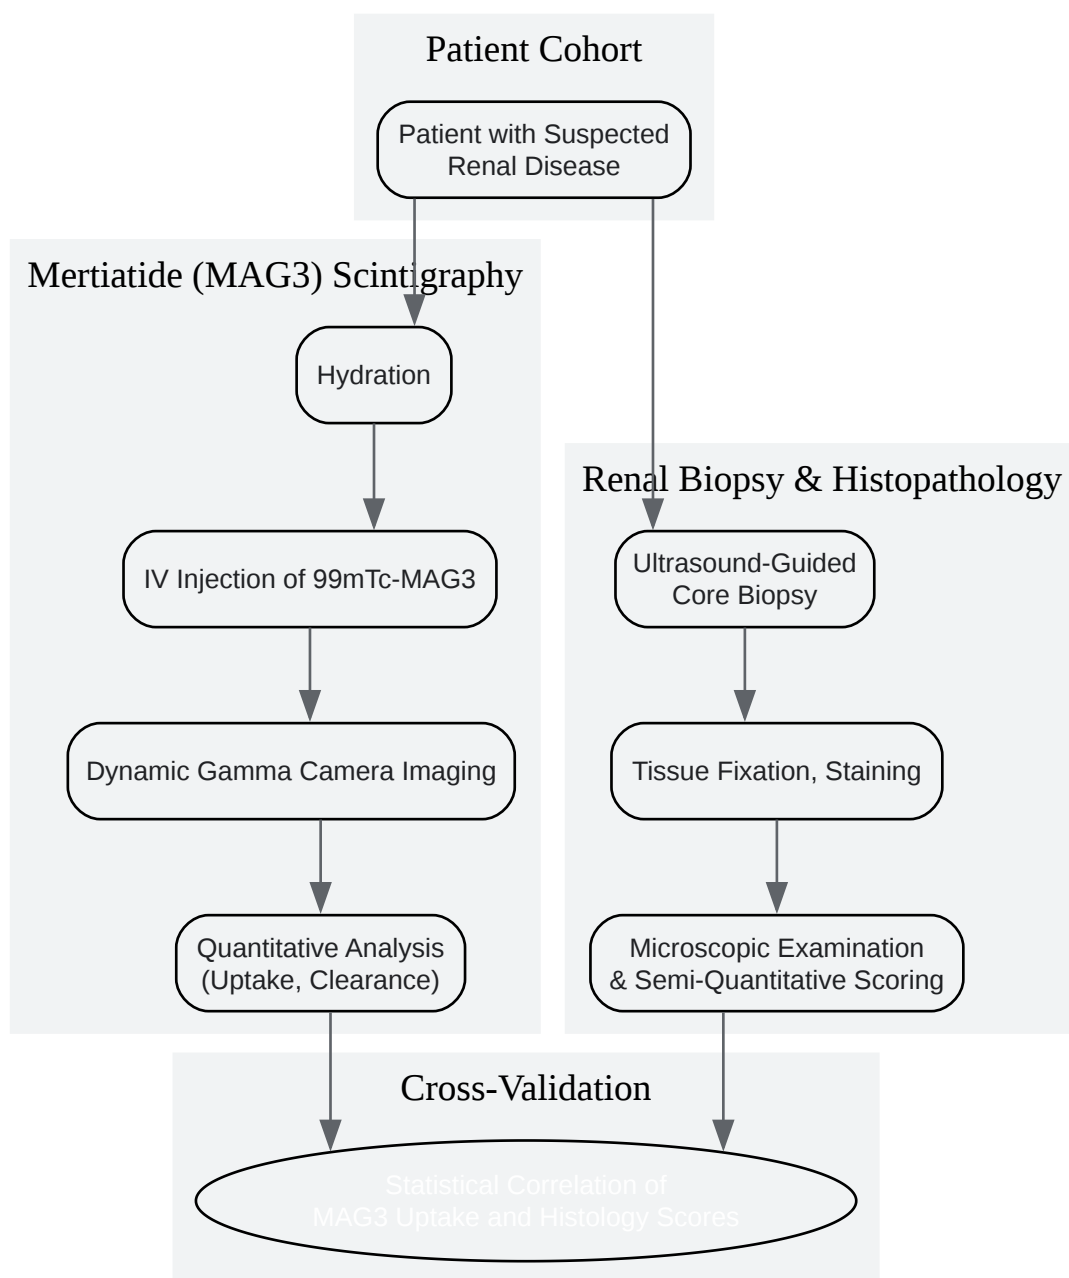 Patient Cohort
Patient with Suspected
Renal Disease
Mertiatide (MAG3) Scintigraphy
Hydration
IV Injection of 99mTc-MAG3
Dynamic Gamma Camera Imaging
Quantitative Analysis
(Uptake, Clearance)
Renal Biopsy & Histopathology
Ultrasound-Guided
Core Biopsy
Tissue Fixation, Staining
Microscopic Examination
& Semi-Quantitative Scoring
Cross-Validation
Statistical Correlation of
MAG3 Uptake and Histology Scores